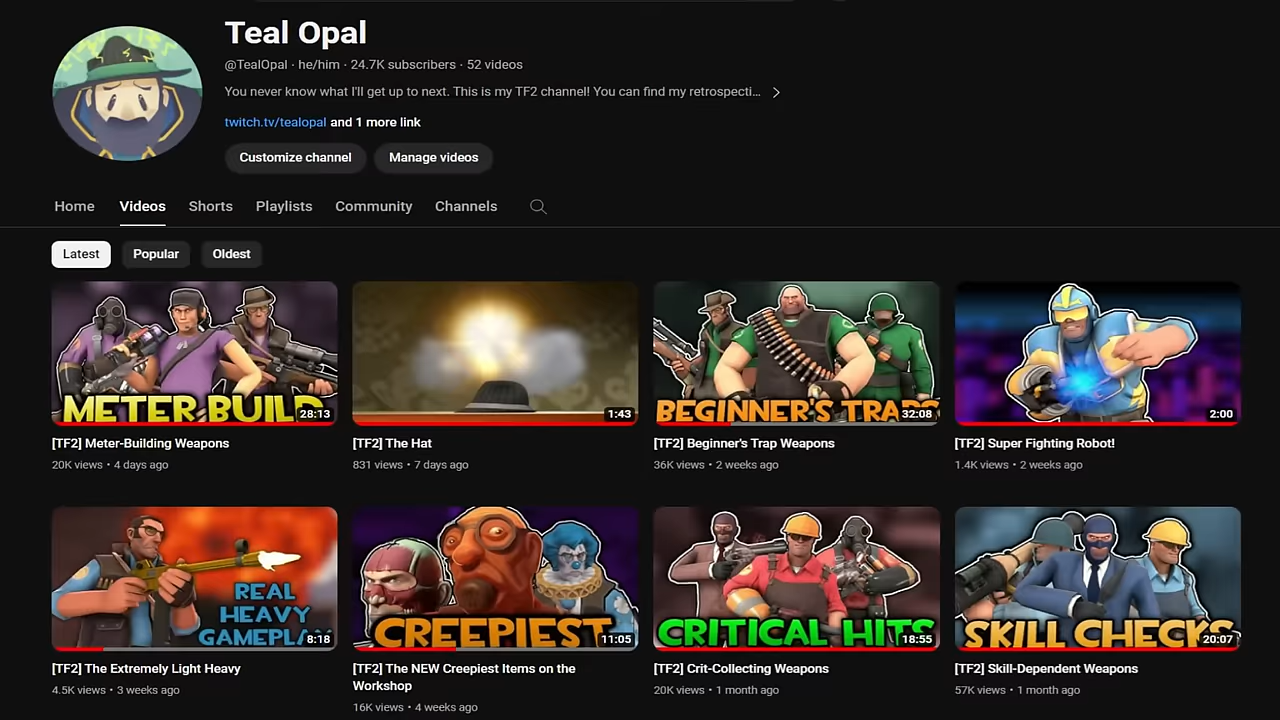 Teal Opal
@TealOpal · he/him · 24.7K subscribers · 52 videos
You never know what I'll get up to next. This is my TF2 channel! You can find my retrospecti...
twitch.tv/tealopal and 1 more link
Customize channel Manage videos
Home Videos Shorts Playlists Community Channels
Latest Popular Oldest
METER BUILD 28:13
1:43
BEGINNER'S TRAPS 32:08
2:00
[TF2] Meter-Building Weapons
20K views • 4 days ago
[TF2] The Hat
831 views • 7 days ago
[TF2] Beginner's Trap Weapons
36K views • 2 weeks ago
[TF2] Super Fighting Robot!
1.4K views • 2 weeks ago
REAL
HEAVY
GAMEPLAY 8:18
CREEPIEST 11:05
CRITICAL HITS 18:55
SKILL CHECKS 20:07
[TF2] The Extremely Light Heavy
4.5K views • 3 weeks ago
[TF2] The NEW Creepiest Items on the
Workshop
16K views • 4 weeks ago
[TF2] Crit-Collecting Weapons
20K views • 1 month ago
[TF2] Skill-Dependent Weapons
57K views • 1 month ago